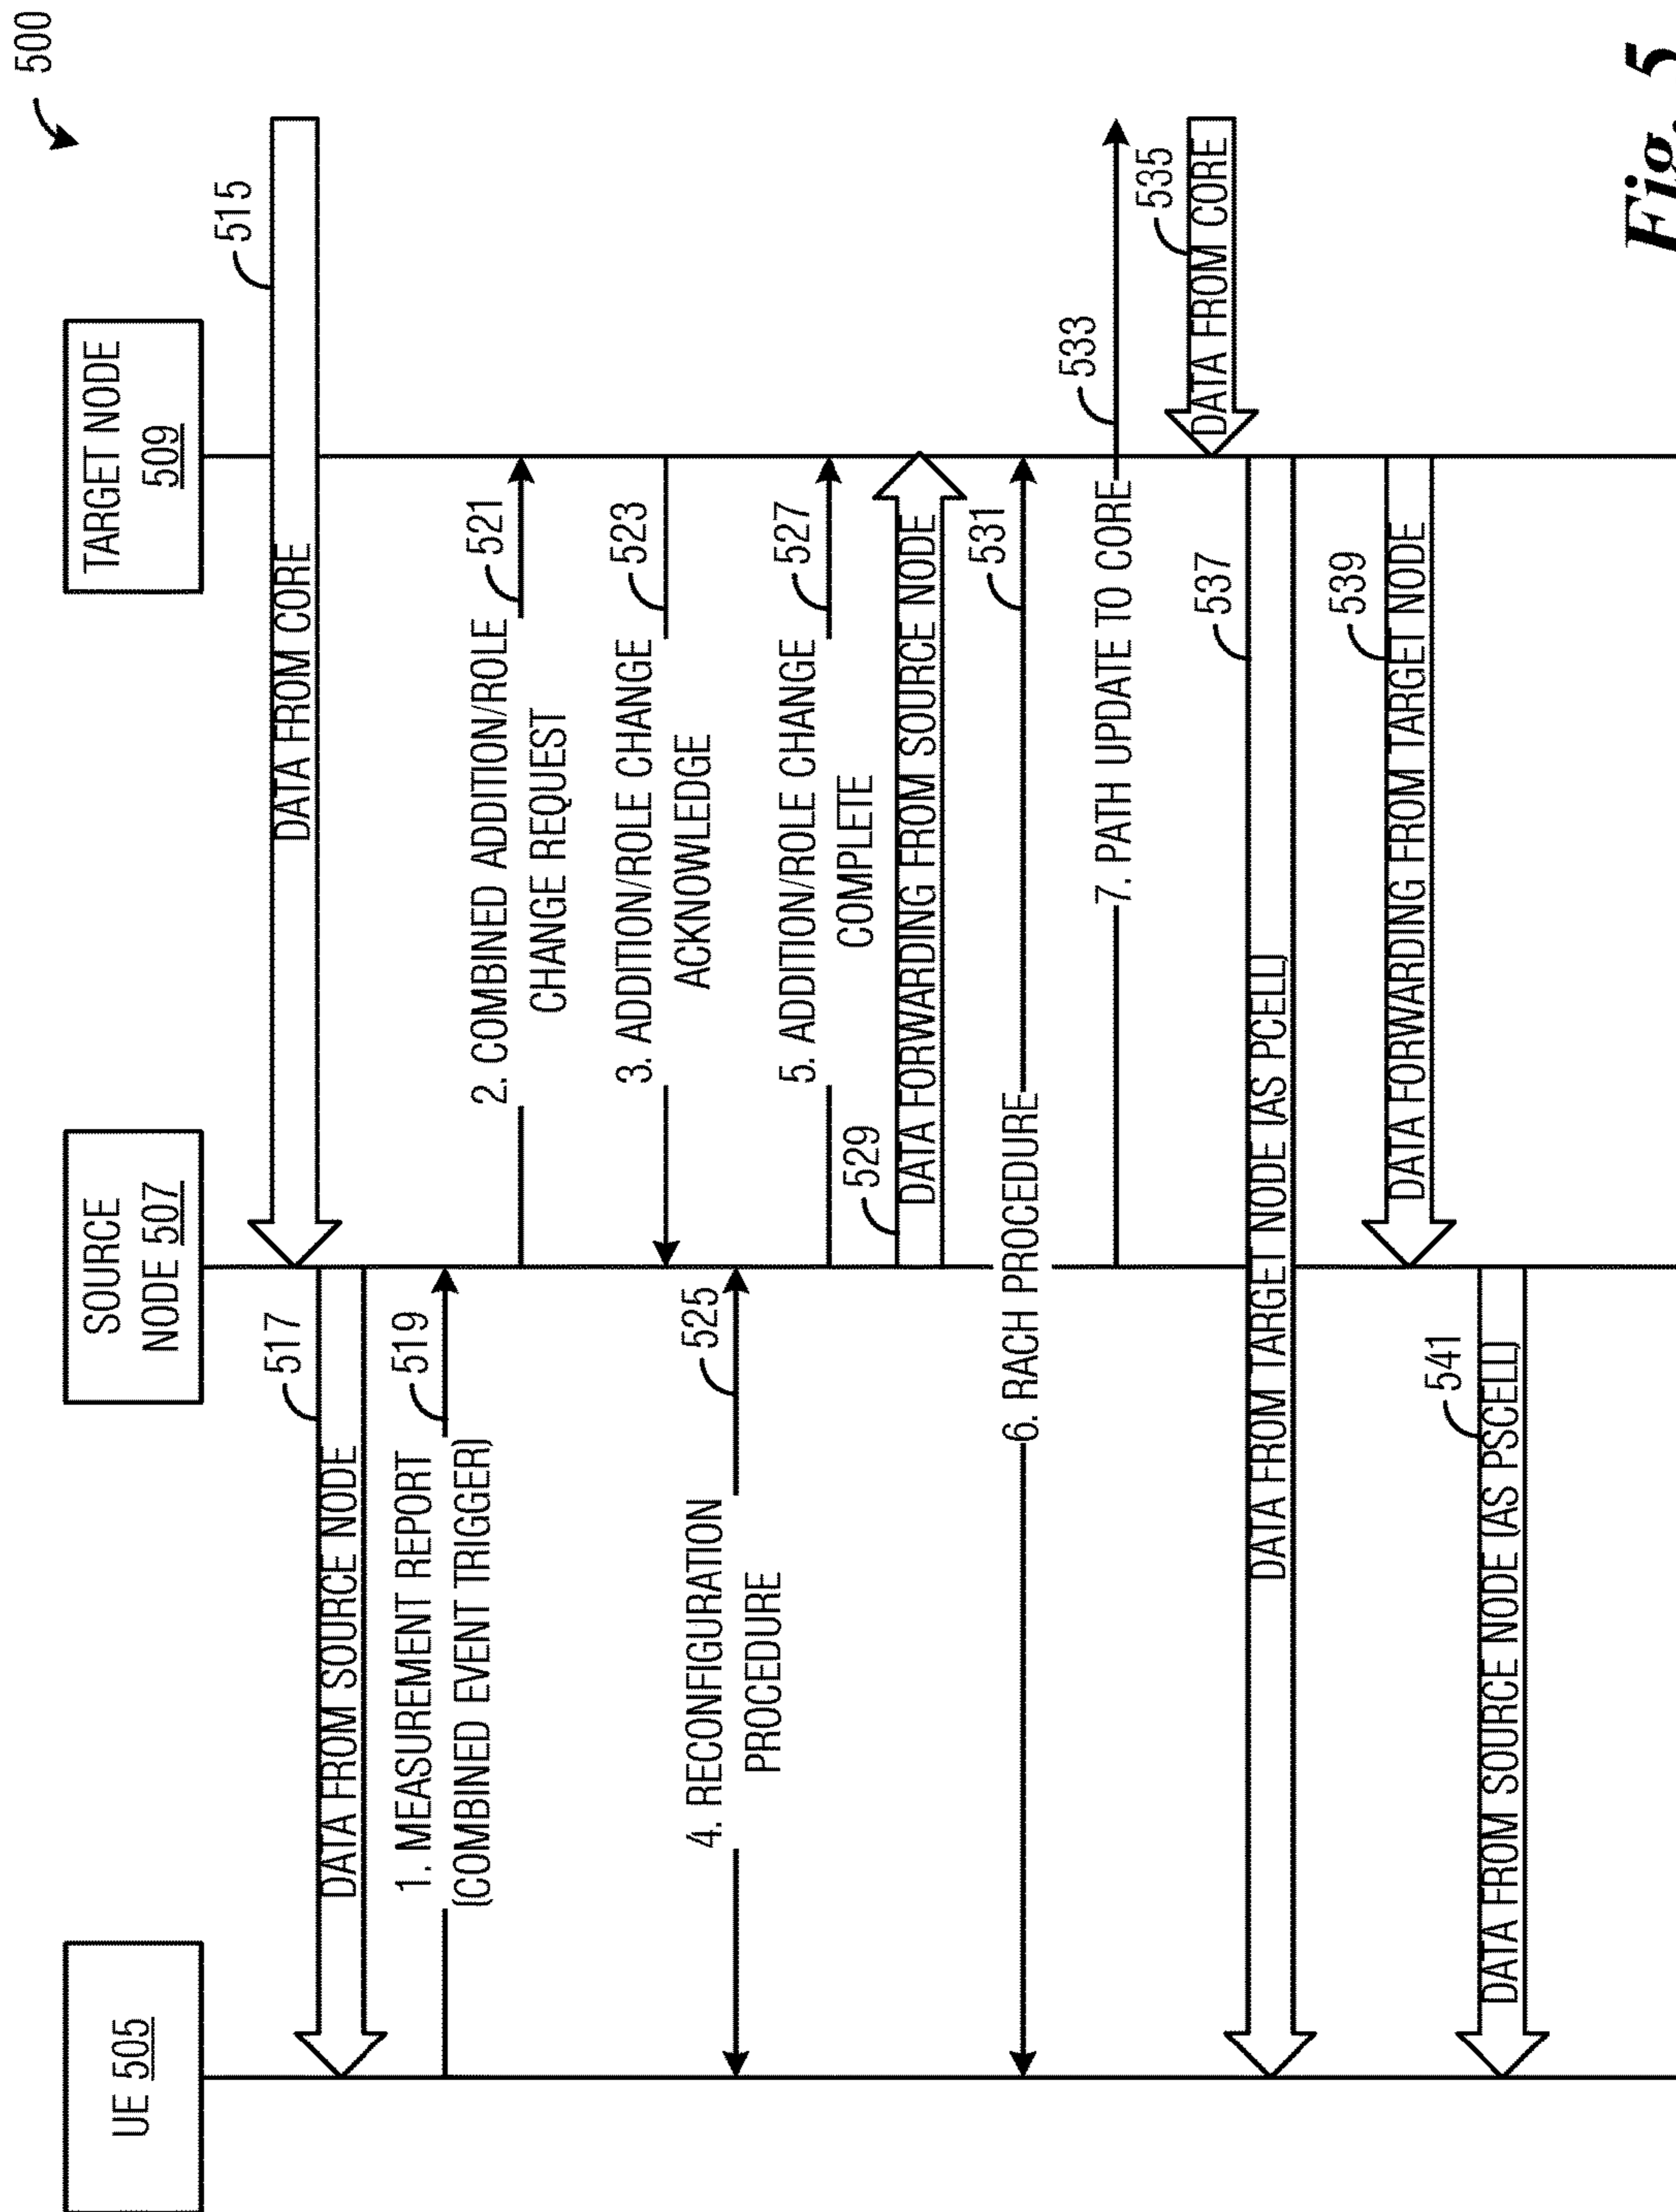 500
UE 505
SOURCE
NODE 507
TARGET NODE
509
515
DATA FROM CORE
517
DATA FROM SOURCE NODE
1. MEASUREMENT REPORT
(COMBINED EVENT TRIGGER)
519
2. COMBINED ADDITION/ROLE
CHANGE REQUEST
521
3. ADDITION/ROLE CHANGE
ACKNOWLEDGE
523
4. RECONFIGURATION
PROCEDURE
525
5. ADDITION/ROLE CHANGE
COMPLETE
527
529
DATA FORWARDING FROM SOURCE NODE
6. RACH PROCEDURE
531
7. PATH UPDATE TO CORE
533
535
DATA FROM CORE
537
DATA FROM TARGET NODE (AS PCELL)
539
DATA FORWARDING FROM TARGET NODE
541
DATA FROM SOURCE NODE (AS PSCELL)
Fig. 5